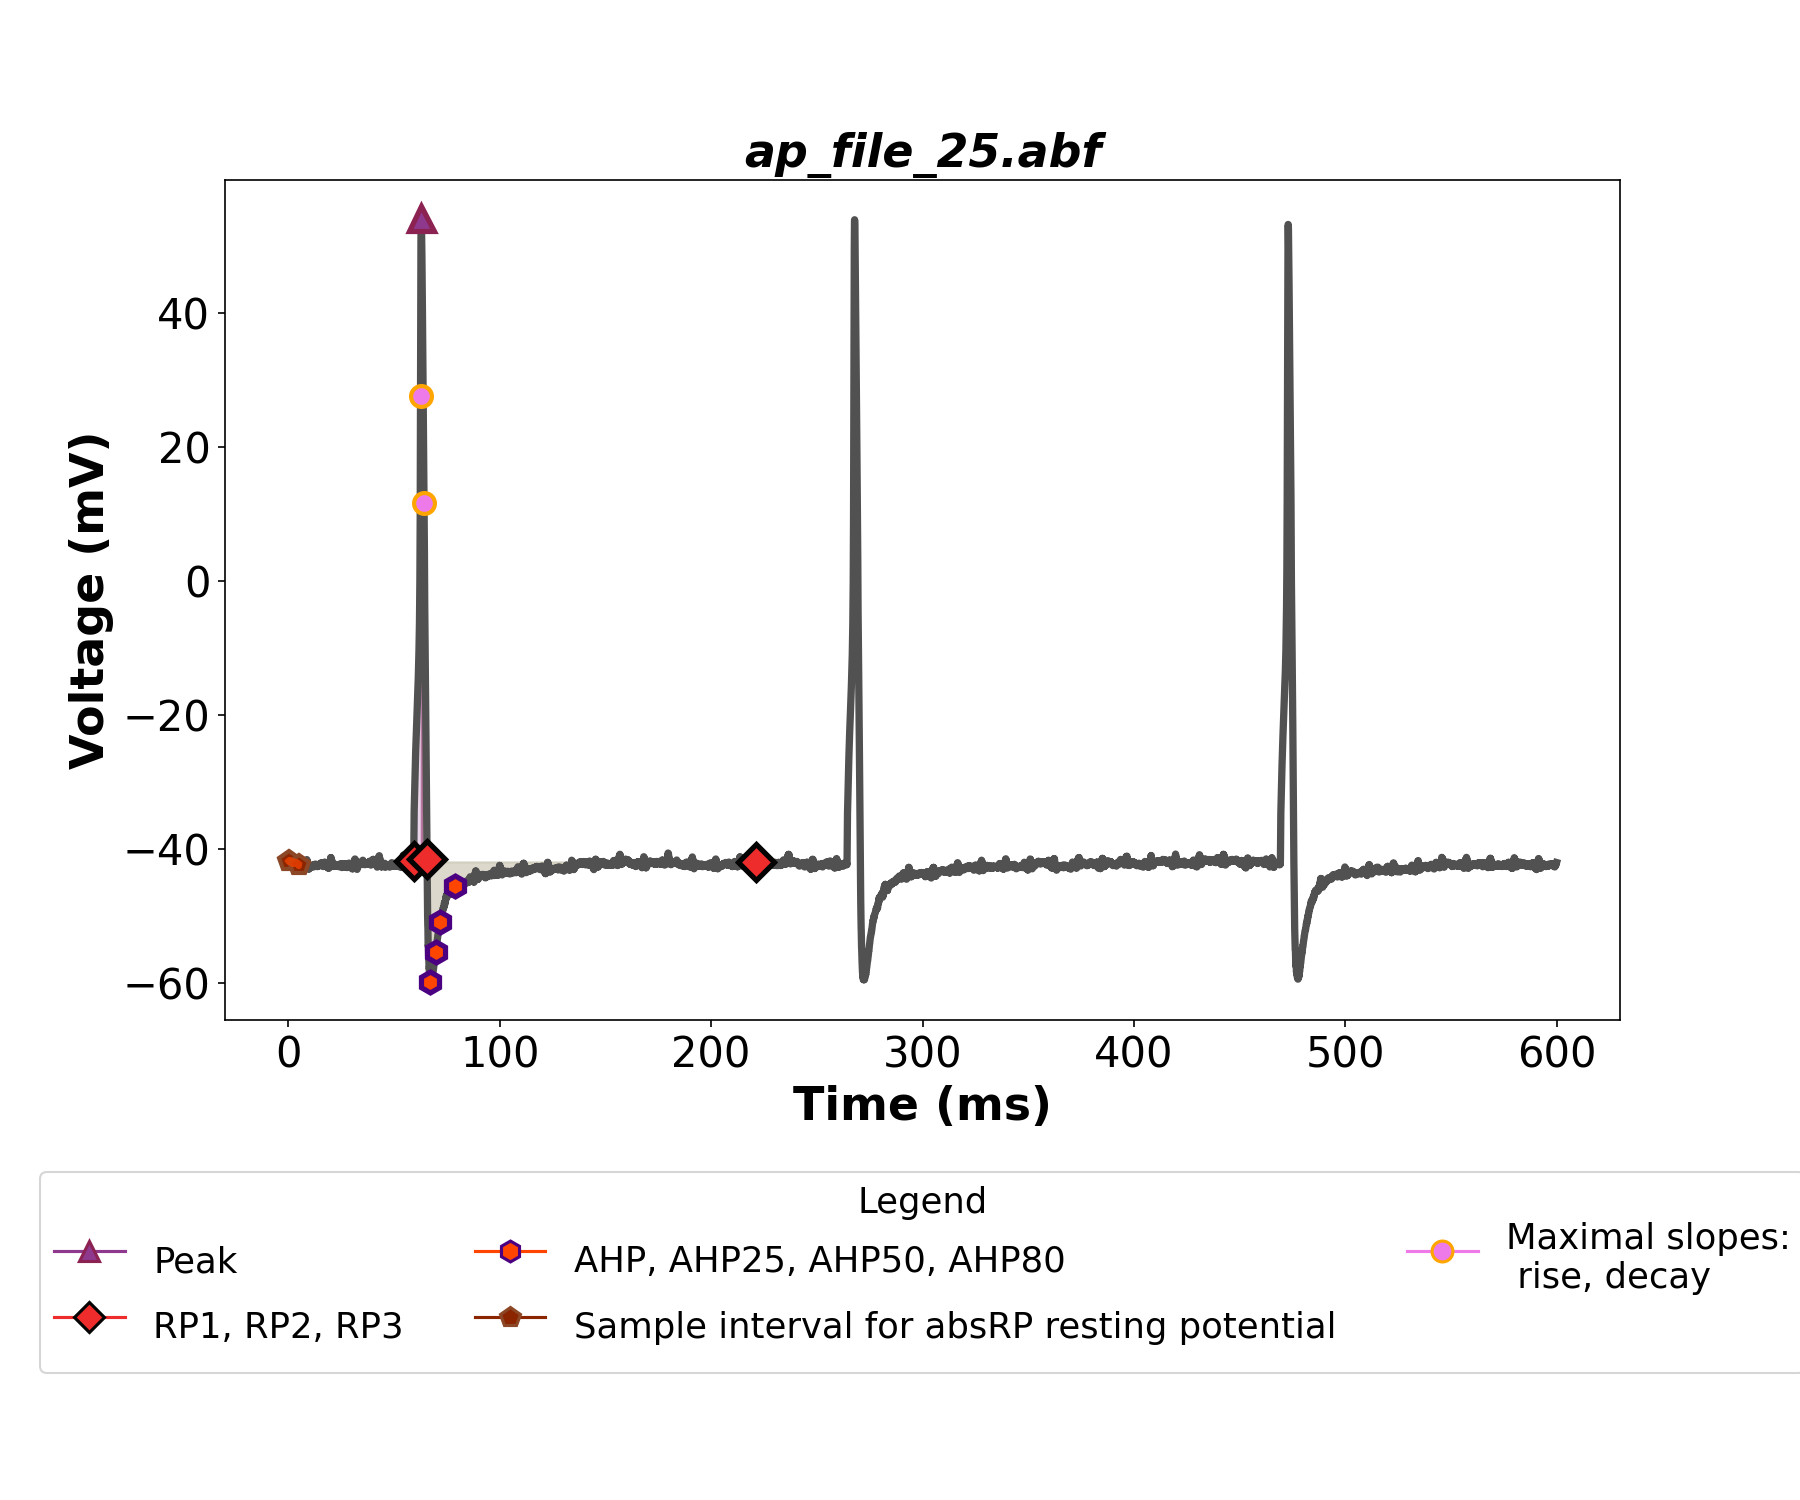 ap_file_25.abf
Voltage (mV)
40
20
0
−20
−40
−60
0 100 200 300 400 500 600
Time (ms)
Legend
Peak
RP1, RP2, RP3
AHP, AHP25, AHP50, AHP80
Sample interval for absRP resting potential
Maximal slopes:
rise, decay